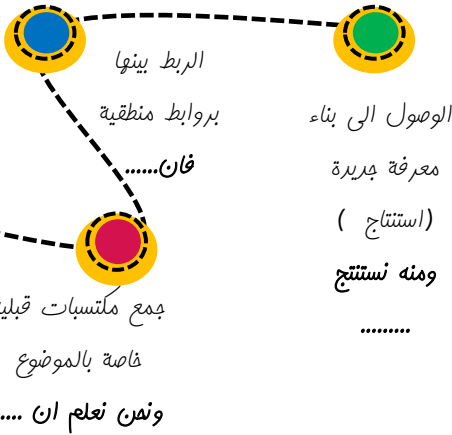 الوصول الى بناء
معرفة جديدة
(استنتاج )
ومنه نستنتج
.........
الربط بينها
بروابط منطقية
فان......
جمع مكتسبات قبلية
خاصة بالموضوع
ونحن نعلم ان ....